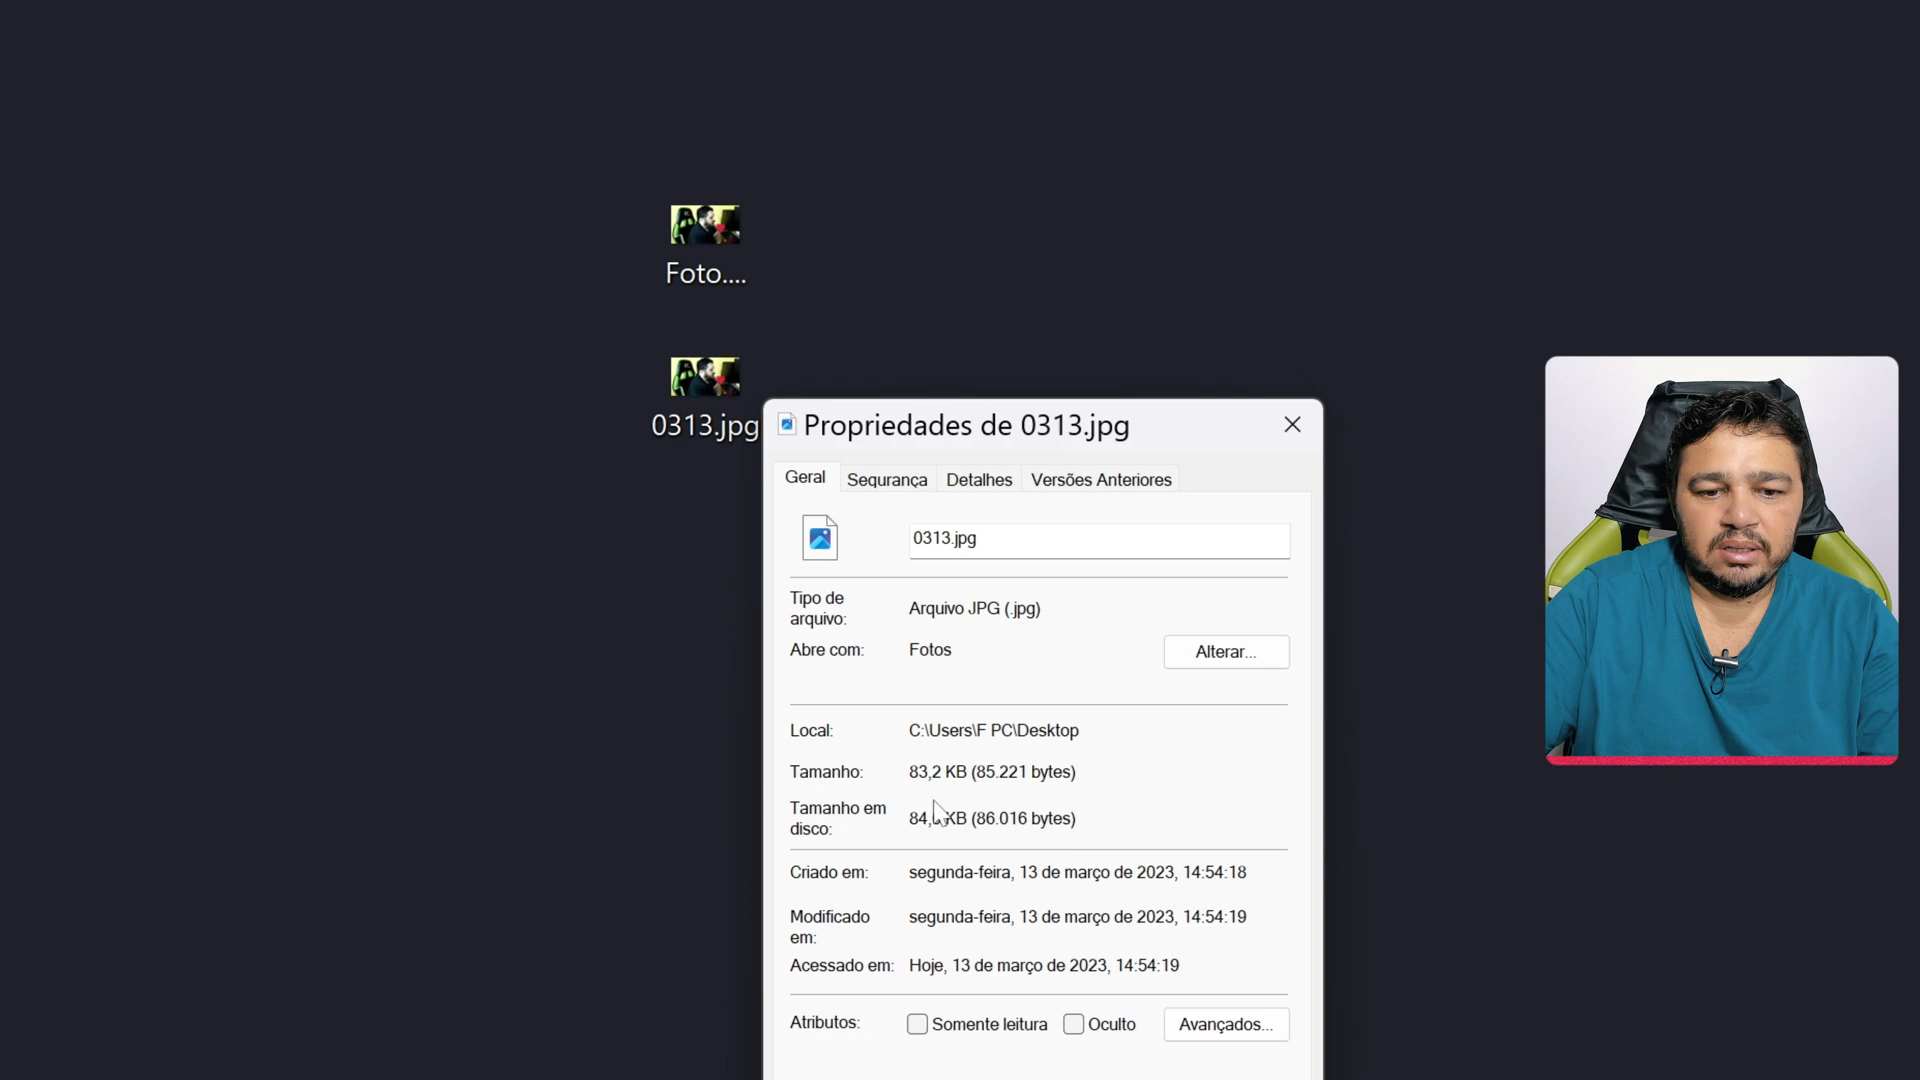 Foto....
0313.jpg
Propriedades de 0313.jpg
Geral Segurança Detalhes Versões Anteriores
0313.jpg
Tipo de
arquivo: Arquivo JPG (.jpg)
Abre com: Fotos Alterar...
Local: C:\Users\F PC\Desktop
Tamanho: 83,2 KB (85.221 bytes)
Tamanho em
disco: KB (86.016 bytes)
Criado em: segunda-feira, 13 de março de 2023, 14:54:18
Modificado
em: segunda-feira, 13 de março de 2023, 14:54:19
Acessado em: Hoje, 13 de março de 2023, 14:54:19
Atributos: Somente leitura Oculto Avançados...